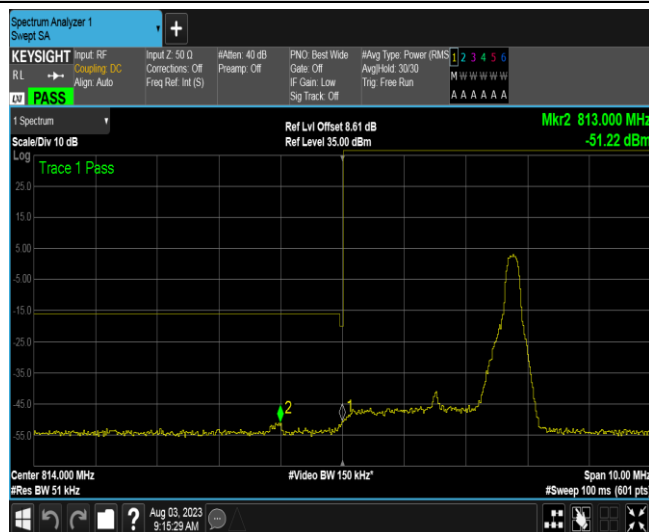 Spectrum Analyzer 1
Swept SA
KEYSIGHT
RL
LXI PASS
Input: RF
Coupling: DC
Align: Auto
Input Z: 50 Ω
Corrections: Off
Freq Ref: Int (S)
#Atten: 40 dB
Preamp: Off
PNO: Best Wide
Gate: Off
IF Gain: Low
Sig Track: Off
#Avg Type: Power (RMS
Avg|Hold: 30/30
Trig: Free Run
1 2 3 4 5 6
M W W W W W
A A A A A A
1 Spectrum
Scale/Div 10 dB
Ref Lvl Offset 8.61 dB
Ref Level 35.00 dBm
Mkr2 813.000 MHz
-51.22 dBm
Log
Trace 1 Pass
25.0
15.0
5.00
-5.00
-15.0
-25.0
-35.0
-45.0
-55.0
2
1
Center 814.000 MHz
#Video BW 150 kHz*
Span 10.00 MHz
#Res BW 51 kHz
#Sweep 100 ms (601 pts)
?
Aug 03, 2023
9:15:29 AM